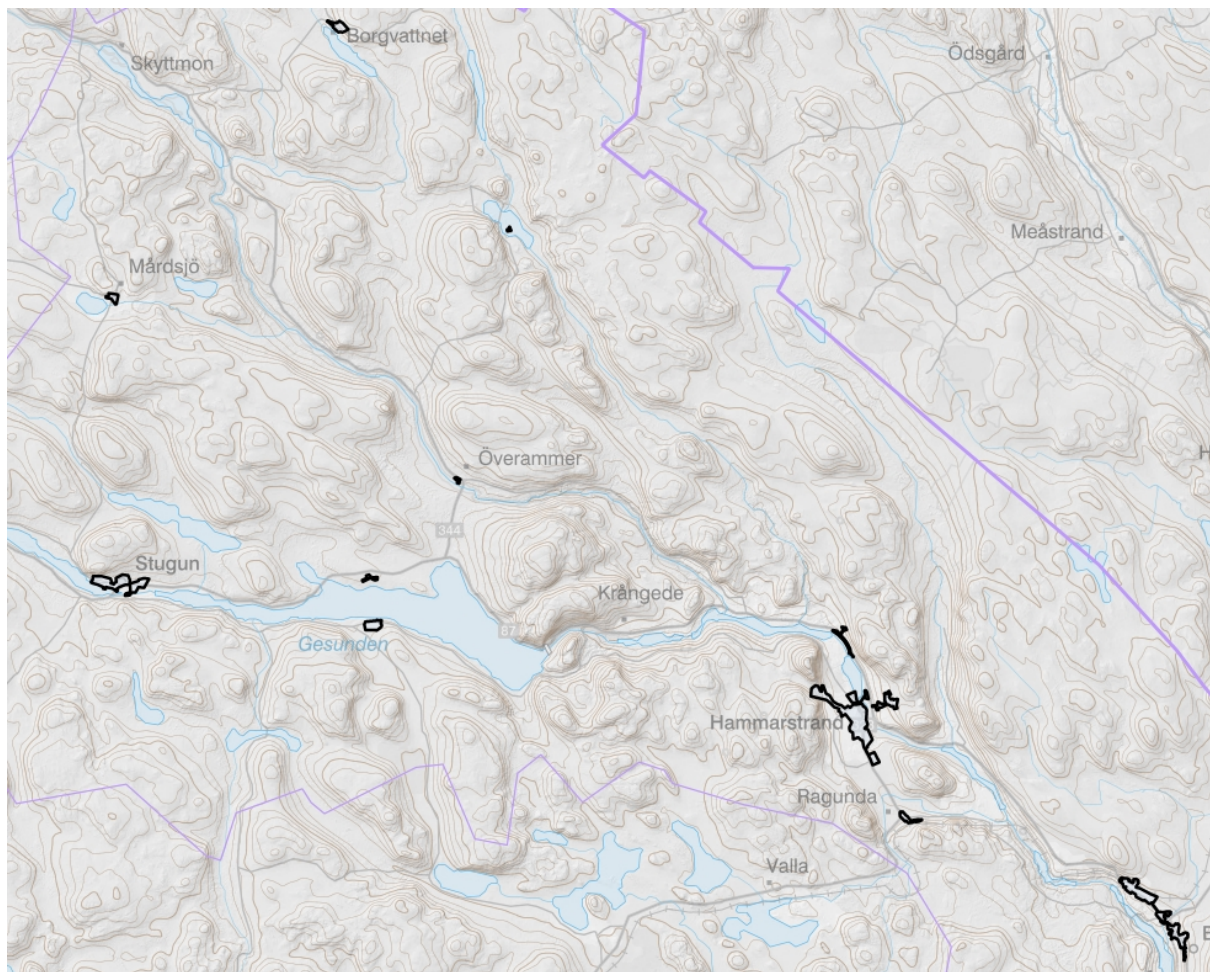 Borgvattnet
Ödsgård
Skyttmon
Meåstrand
Mårdsjö
H
Överammer
344
Stugun
Krångede
87
Gesunden
Hammarstrand
Ragunda
Valla
B